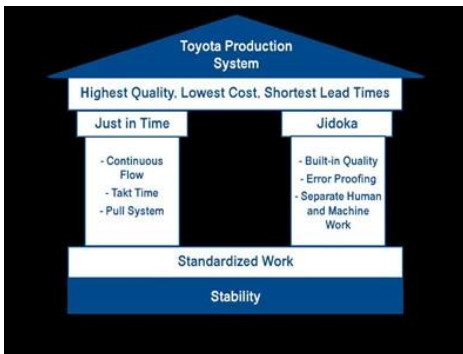 Toyota Production
System
Highest Quality, Lowest Cost, Shortest Lead Times
Just in Time
- Continuous
Flow
- Takt Time
- Pull System
Jidoka
- Built-in Quality
- Error Proofing
- Separate Human
and Machine
Work
Standardized Work
Stability